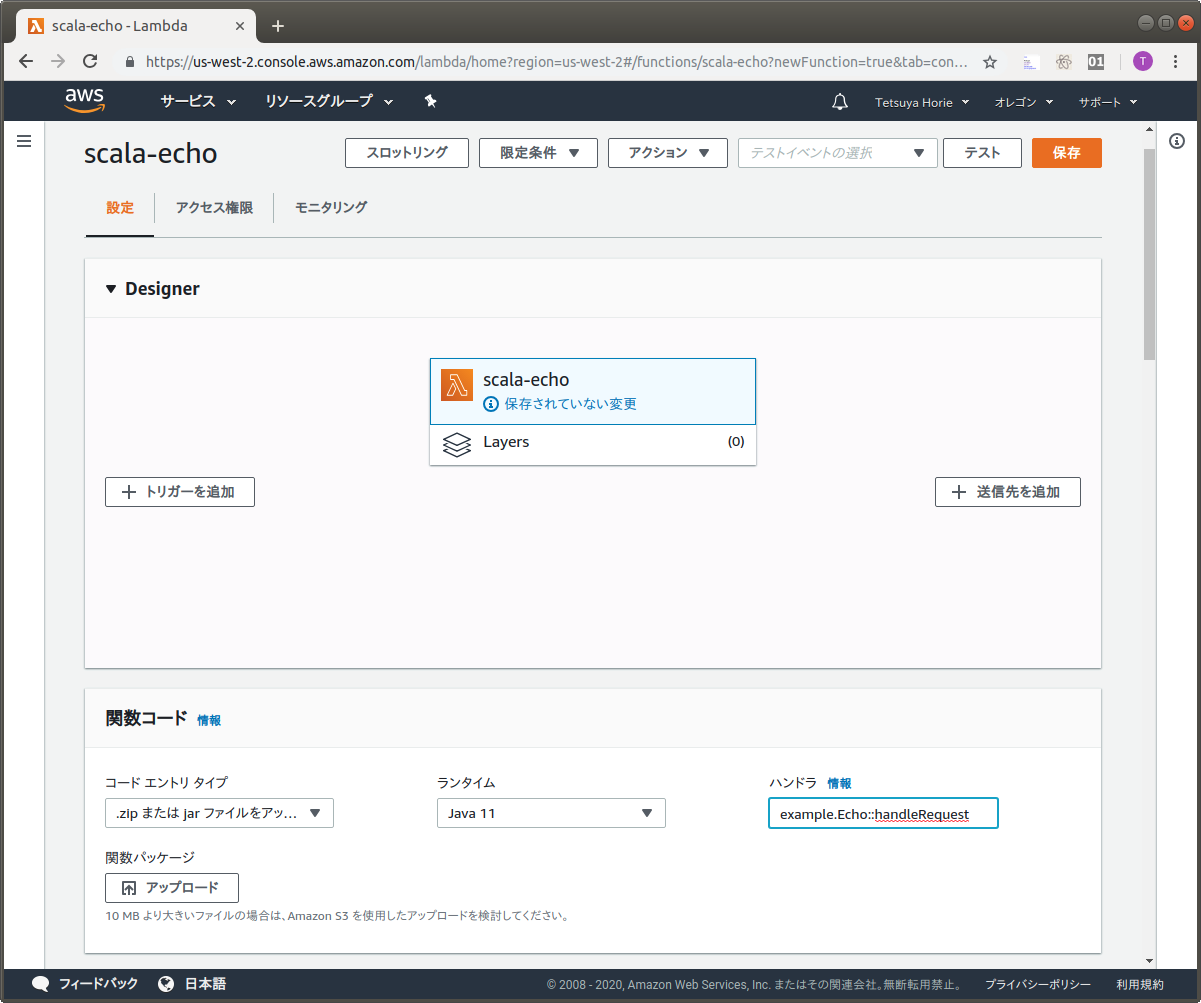 scala-echo - Lambda
https://us-west-2.console.aws.amazon.com/lambda/home?region=us-west-2#/functions/scala-echo?newFunction=true&tab=con...
01
T
aws
サービス
リソースグループ
Tetsuya Horie
オレゴン
サポート
scala-echo
スロットリング
限定条件
アクション
テストイベントの選択
テスト
保存
設定
アクセス権限
モニタリング
Designer
scala-echo
保存されていない変更
Layers
(0)
トリガーを追加
送信先を追加
関数コード 情報
コード エントリ タイプ
ランタイム
ハンドラ 情報
.zip または jar ファイルをアッ...
Java 11
example.Echo::handleRequest
関数パッケージ
アップロード
10 MB より大きいファイルの場合は、Amazon S3 を使用したアップロードを検討してください。
フィードバック
日本語
© 2008 - 2020, Amazon Web Services, Inc. またはその関連会社。無断転用禁止。
プライバシーポリシー
利用規約